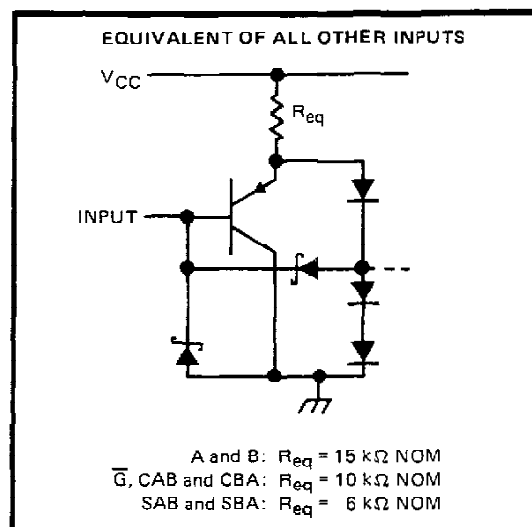 EQUIVALENT OF ALL OTHER INPUTS
VCC
Req
INPUT
A and B: Req = 15 kΩ NOM
G̅, CAB and CBA: Req = 10 kΩ NOM
SAB and SBA: Req = 6 kΩ NOM